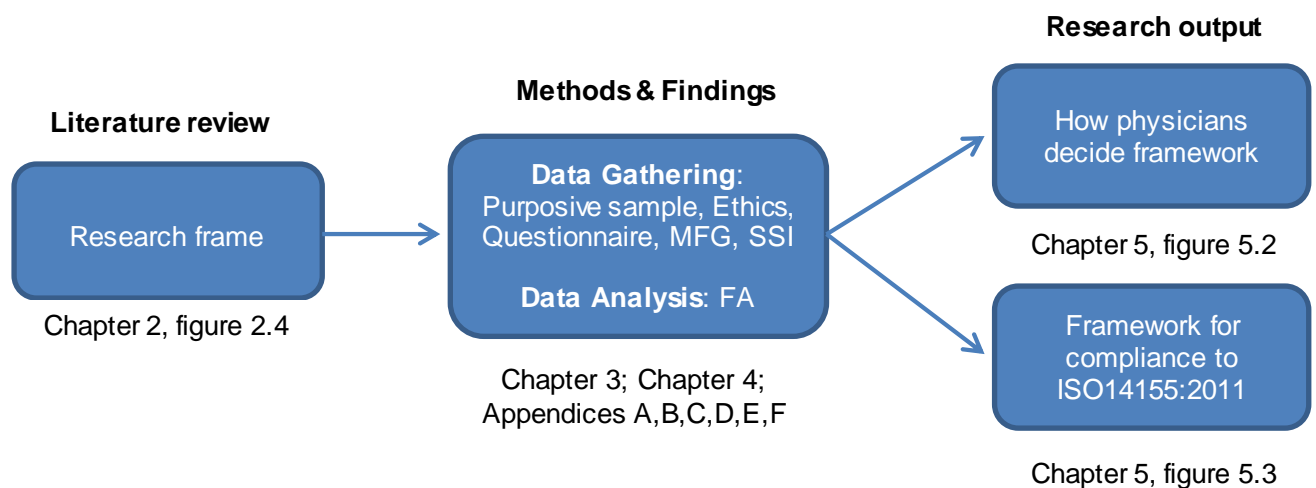 Literature review
Research frame
Chapter 2, figure 2.4
Methods & Findings
Data Gathering:
Purposive sample, Ethics,
Questionnaire, MFG, SSI
Data Analysis: FA
Chapter 3; Chapter 4;
Appendices A,B,C,D,E,F
Research output
How physicians
decide framework
Chapter 5, figure 5.2
Framework for
compliance to
ISO14155:2011
Chapter 5, figure 5.3